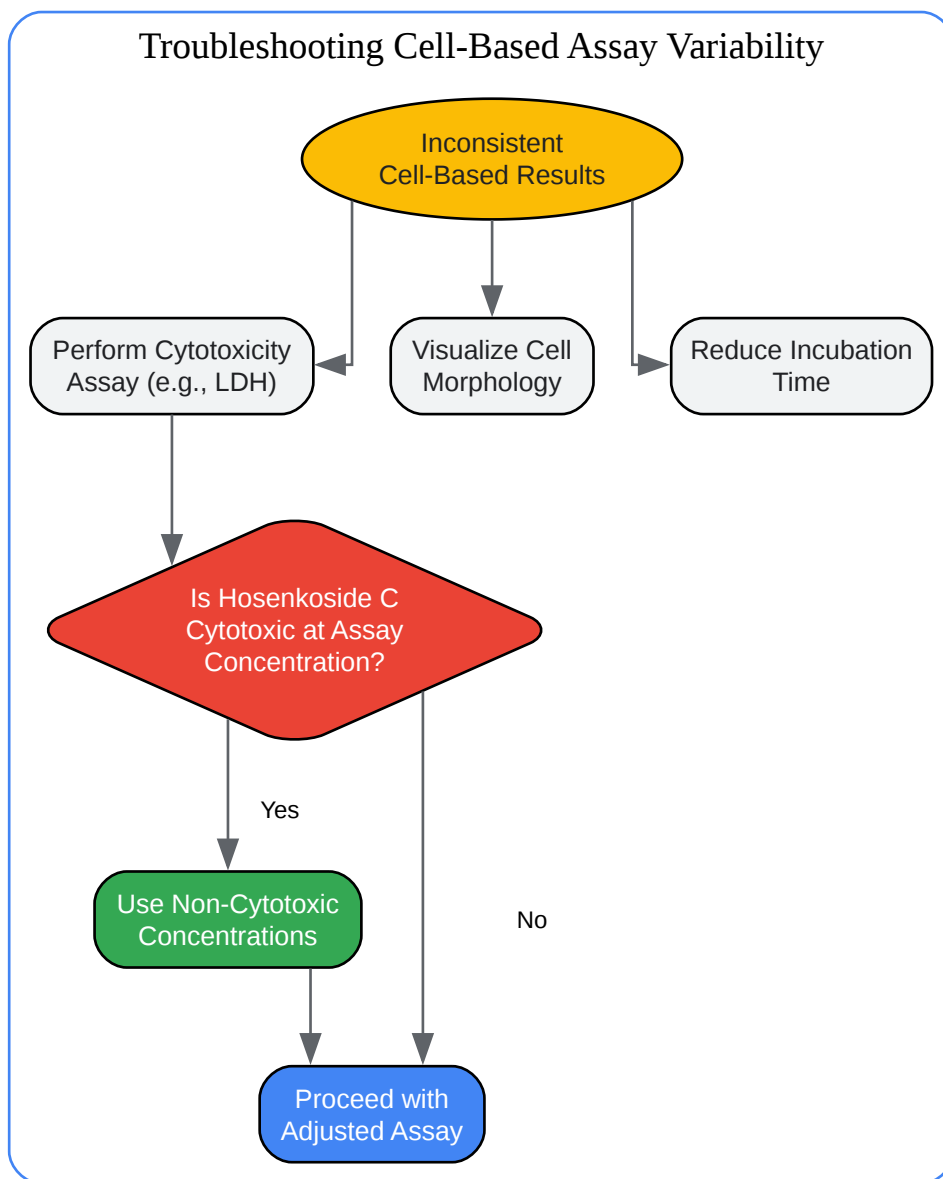 Troubleshooting Cell-Based Assay Variability
Inconsistent
Cell-Based Results
Perform Cytotoxicity
Assay (e.g., LDH)
Visualize Cell
Morphology
Reduce Incubation
Time
Is Hosenkoside C
Cytotoxic at Assay
Concentration?
Yes
Use Non-Cytotoxic
Concentrations
No
Proceed with
Adjusted Assay